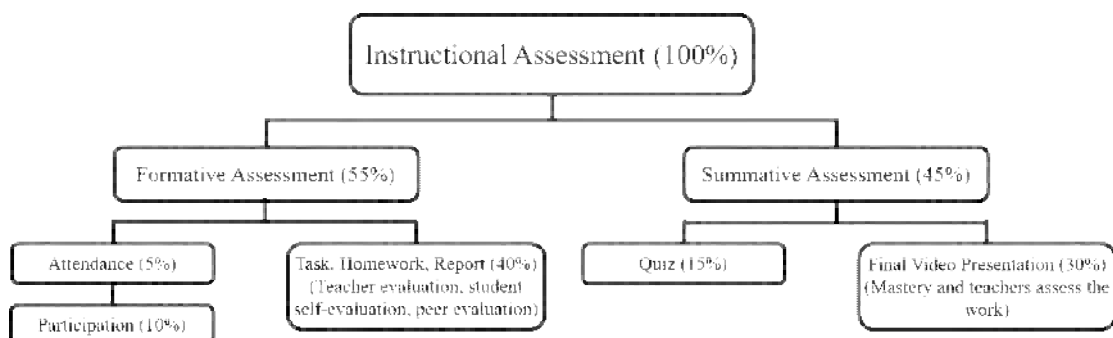 Instructional Assessment (100%)
Formative Assessment (55%)
Summative Assessment (45%)
Attendance (5%)
Task. Homework, Report (40%)
(Teacher evaluation, student
self-evaluation, peer evaluation)
Quiz (15%)
Final Video Presentation (30%)
(Mastery and teachers assess the
work)
Participation (10%)